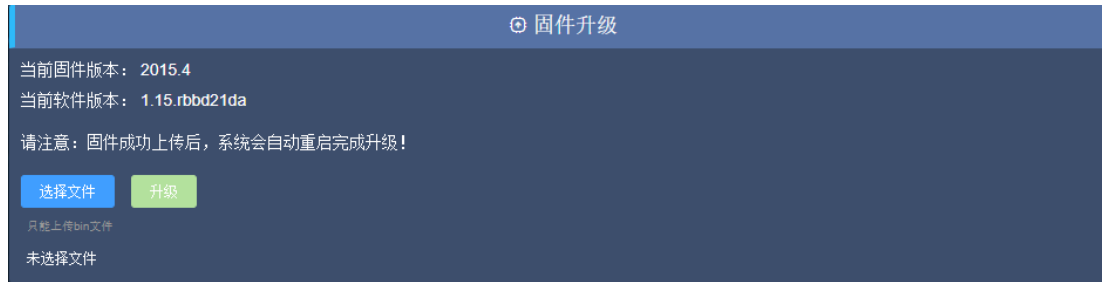 固件升级
当前固件版本： 2015.4
当前软件版本： 1.15.rbbd21da
请注意：固件成功上传后，系统会自动重启完成升级！
选择文件 升级
只能上传bin文件
未选择文件